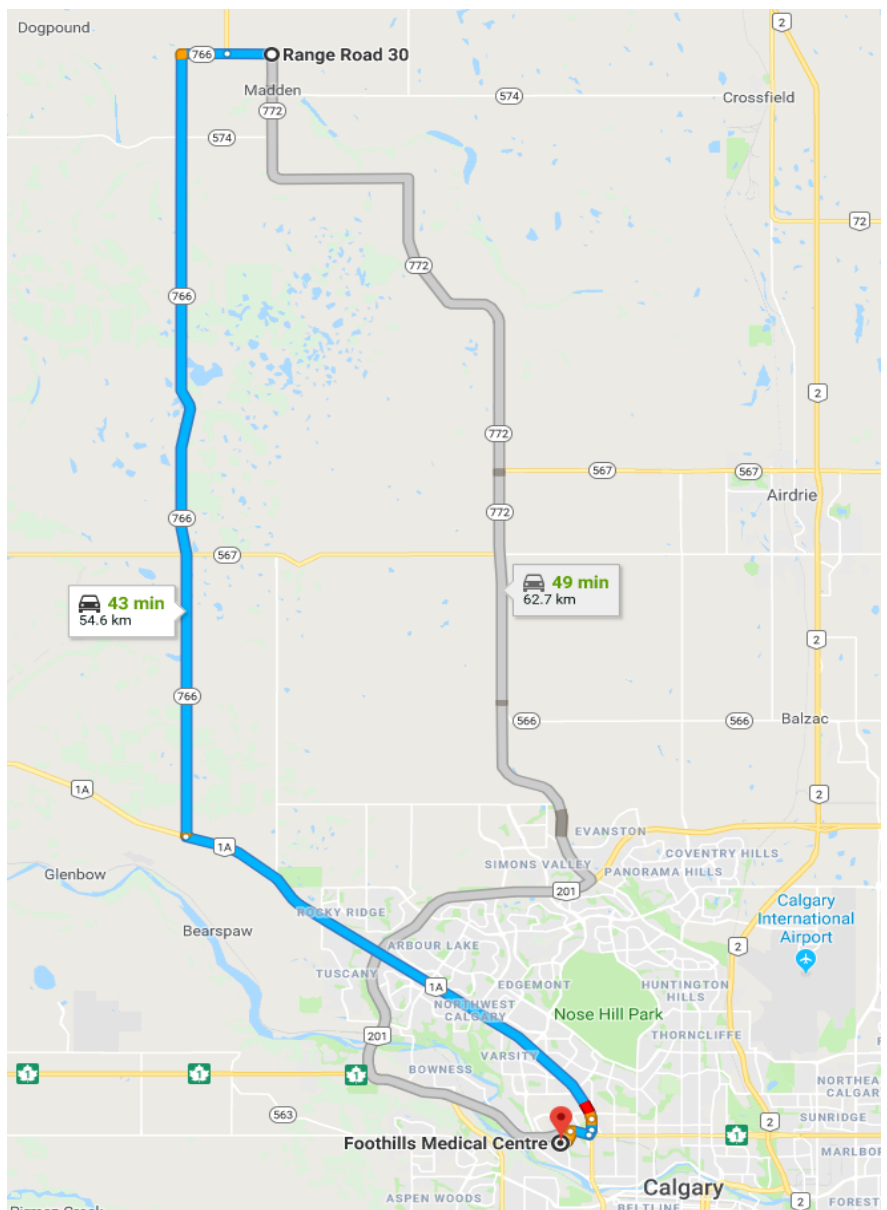 Dogpound
766
Range Road 30
2
Madden
772
574
Crossfield
574
72
772
766
2
772
567
567
Airdrie
766
772
567
43 min
54.6 km
49 min
62.7 km
2
766
566
566
Balzac
1A
2
1A
EVANSTON
COVENTRY HILLS
SIMONS VALLEY
PANORAMA HILLS
Glenbow
201
Calgary
International
Airport
ROCKY RIDGE
Bearspaw
ARBOUR LAKE
2
TUSCANY
EDGEMONT
HUNTINGTON
HILLS
1A
NORTHWEST
CALGARY
Nose Hill Park
201
THORNCLIFFE
VARSITY
BOWNESS
1
1
1
NORTHEA
CALGAR
563
SUNRIDGE
2
1
Foothills Medical Centre
MARLBOR
Calgary
ASPEN WOODS
2
BELTLINE
FOREST